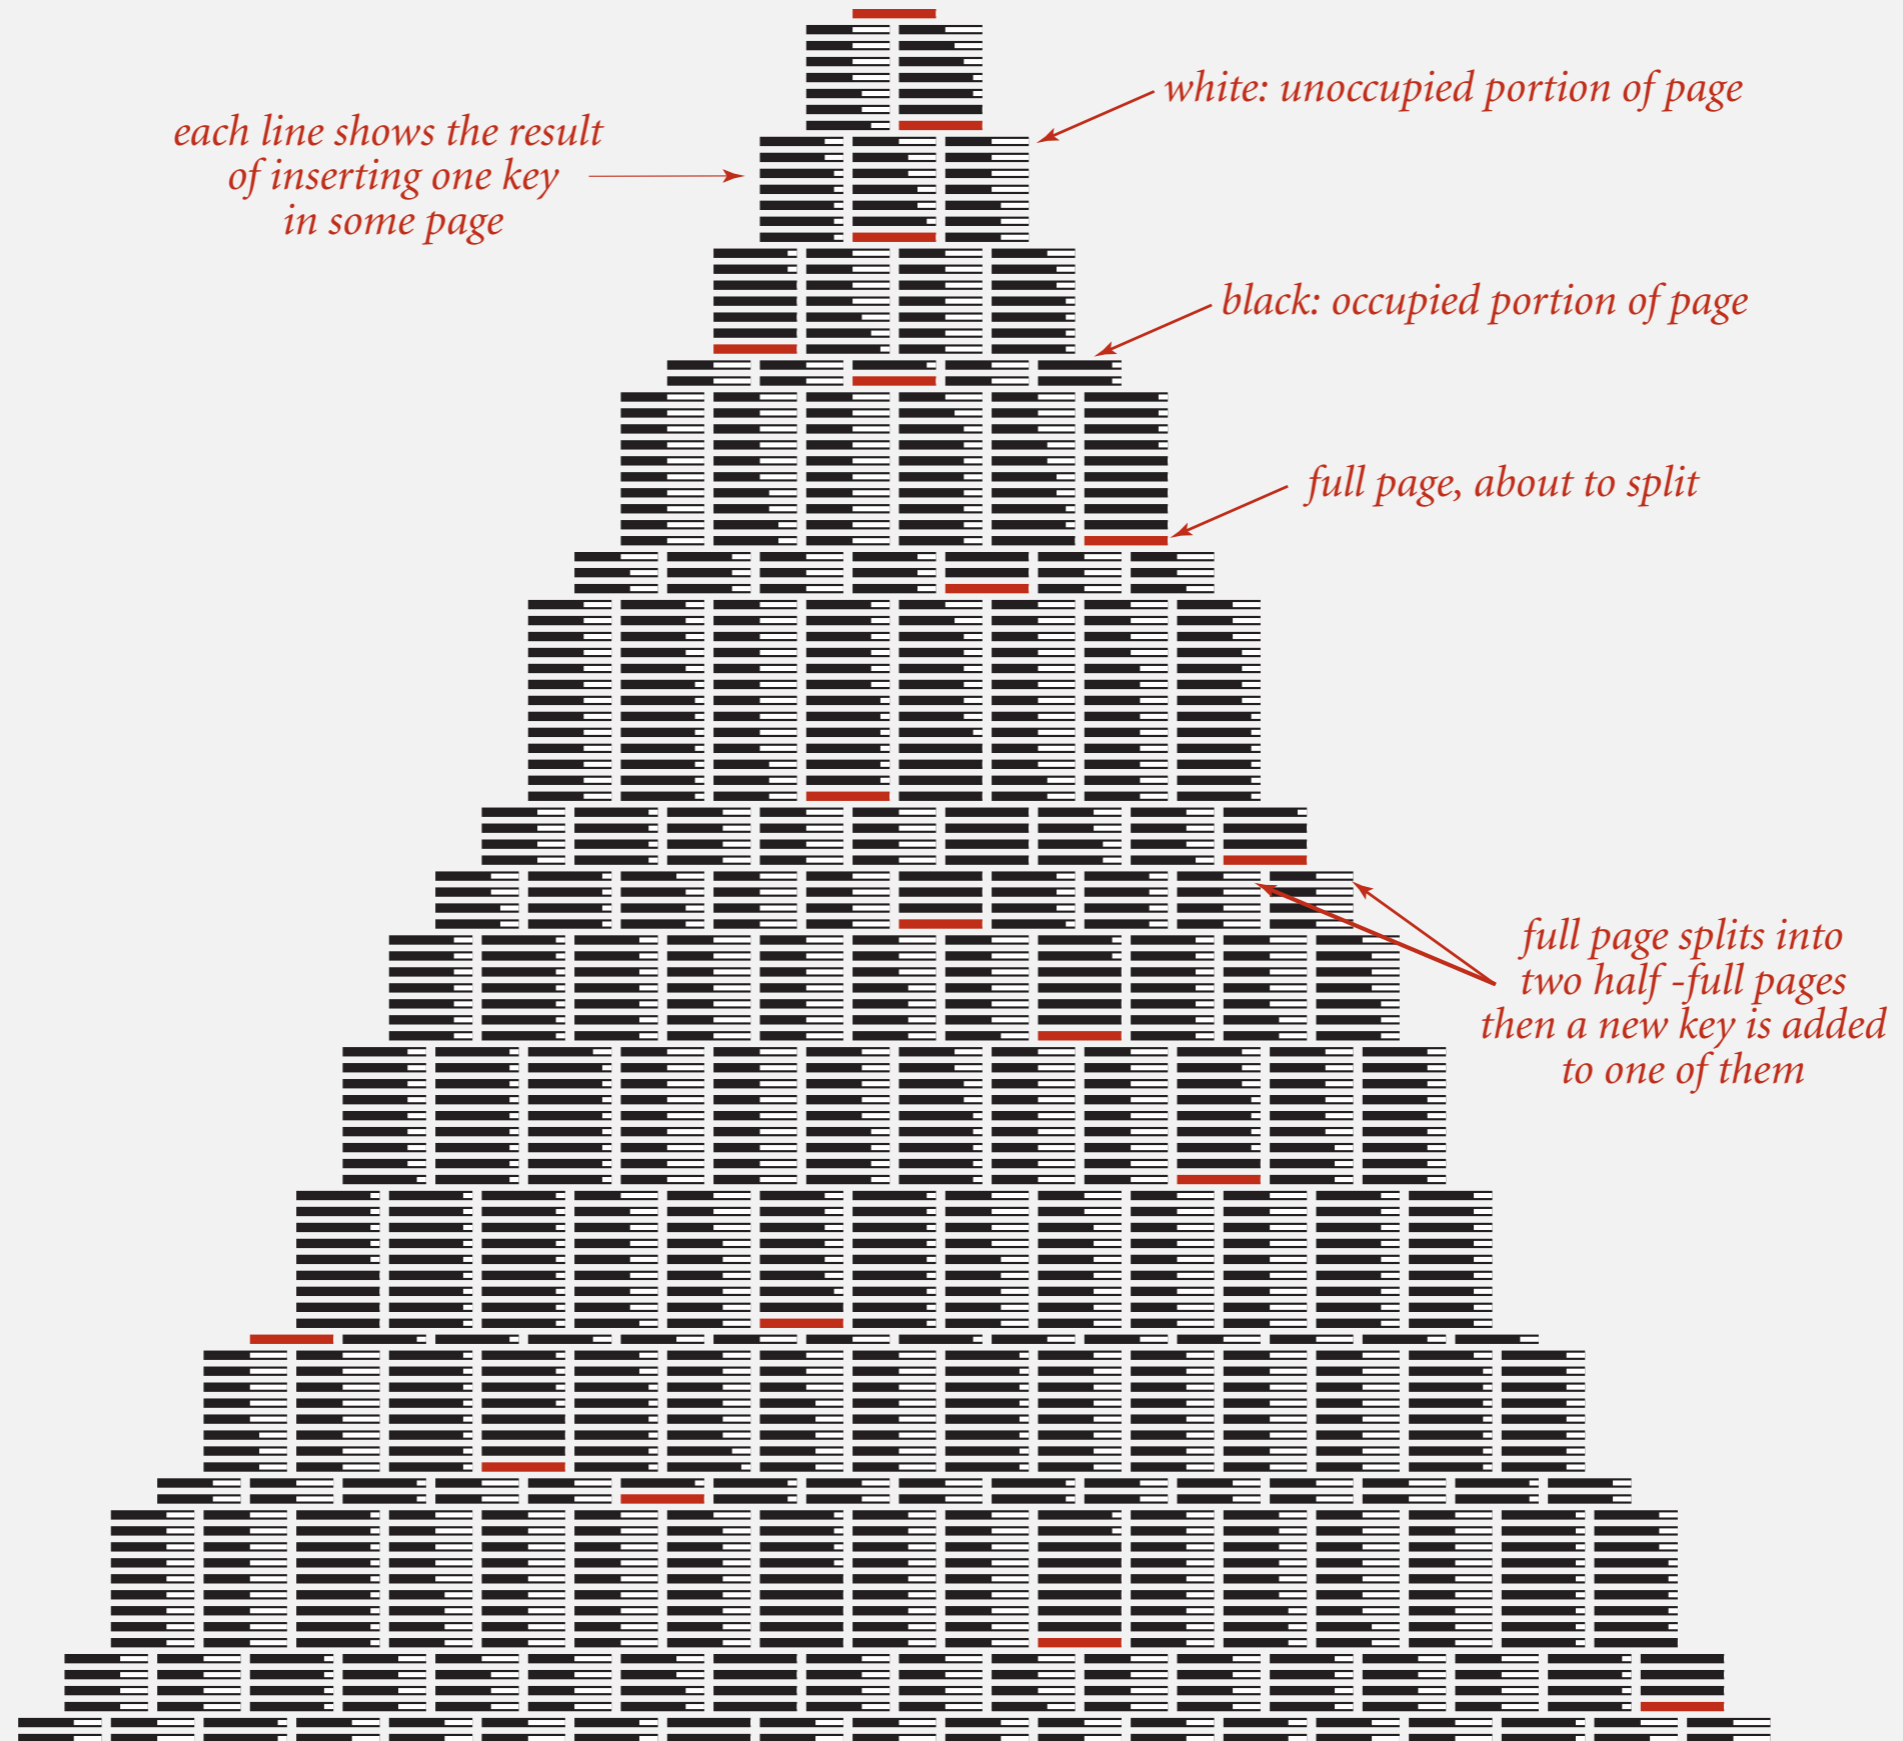 white: unoccupied portion of page
each line shows the result
of inserting one key
in some page
black: occupied portion of page
full page, about to split
full page splits into
two half -full pages
then a new key is added
to one of them